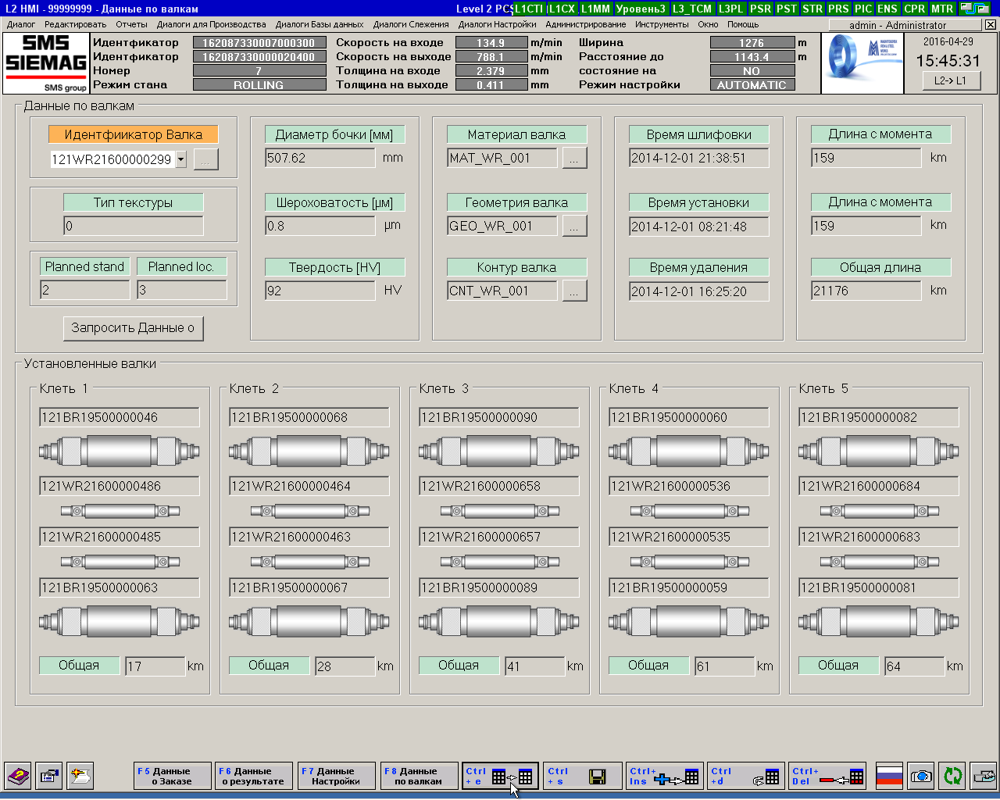 L2 HMI - 99999999 - Данные по валкам Level 2 PCS L1CTI L1CX L1MM Уровень3 L3_TCM L3PL PSR PST STR PRS PIC ENS CPR MTR
Диалог Редактировать Отчеты Диалоги для Производства Диалоги Базы данных Диалоги Слежения Диалоги Настройки Администрирование Инструменты Окно Помощь admin - Administrator
SMS SIEMAG
SMS group
Идентификатор 162087330007000300 Скорость на входе 134.9 m/min Ширина 1276 m
Идентификатор 162087330000020400 Скорость на выходе 788.1 m/min Расстояние до 1143.4 m
Номер 7 Толщина на входе 2.379 mm состояние на NO
Режим стана ROLLING Толщина на выходе 0.411 mm Режим настройки AUTOMATIC
2016-04-29
15:45:31
L2-> L1
Данные по валкам
Идентфиикатор Валка Диаметр бочки [мм] Материал валка Время шлифовки Длина с момента
121WR21600000299 ... 507.62 mm MAT_WR_001 ... 2014-12-01 21:38:51 159 km
Тип текстуры Шероховатость [µм] Геометрия валка Время установки Длина с момента
0 0.8 µm GEO_WR_001 ... 2014-12-01 08:21:48 159 km
Planned stand Planned loc. Твердость [HV] Контур валка Время удаления Общая длина
2 3 92 HV CNT_WR_001 ... 2014-12-01 16:25:20 21176 km
Запросить Данные о
Установленные валки
Клеть 1 Клеть 2 Клеть 3 Клеть 4 Клеть 5
121BR19500000046 121BR19500000068 121BR19500000090 121BR19500000060 121BR19500000082
121WR21600000486 121WR21600000464 121WR21600000658 121WR21600000536 121WR21600000684
121WR21600000485 121WR21600000463 121WR21600000657 121WR21600000535 121WR21600000683
121BR19500000063 121BR19500000067 121BR19500000089 121BR19500000059 121BR19500000081
Общая 17 km Общая 28 km Общая 41 km Общая 61 km Общая 64 km
F5 Данные о Заказе
F6 Данные о результате
F7 Данные Настройки
F8 Данные по валкам
Ctrl + e
Ctrl + s
Ctrl+ Ins
Ctrl +d
Ctrl+ Del